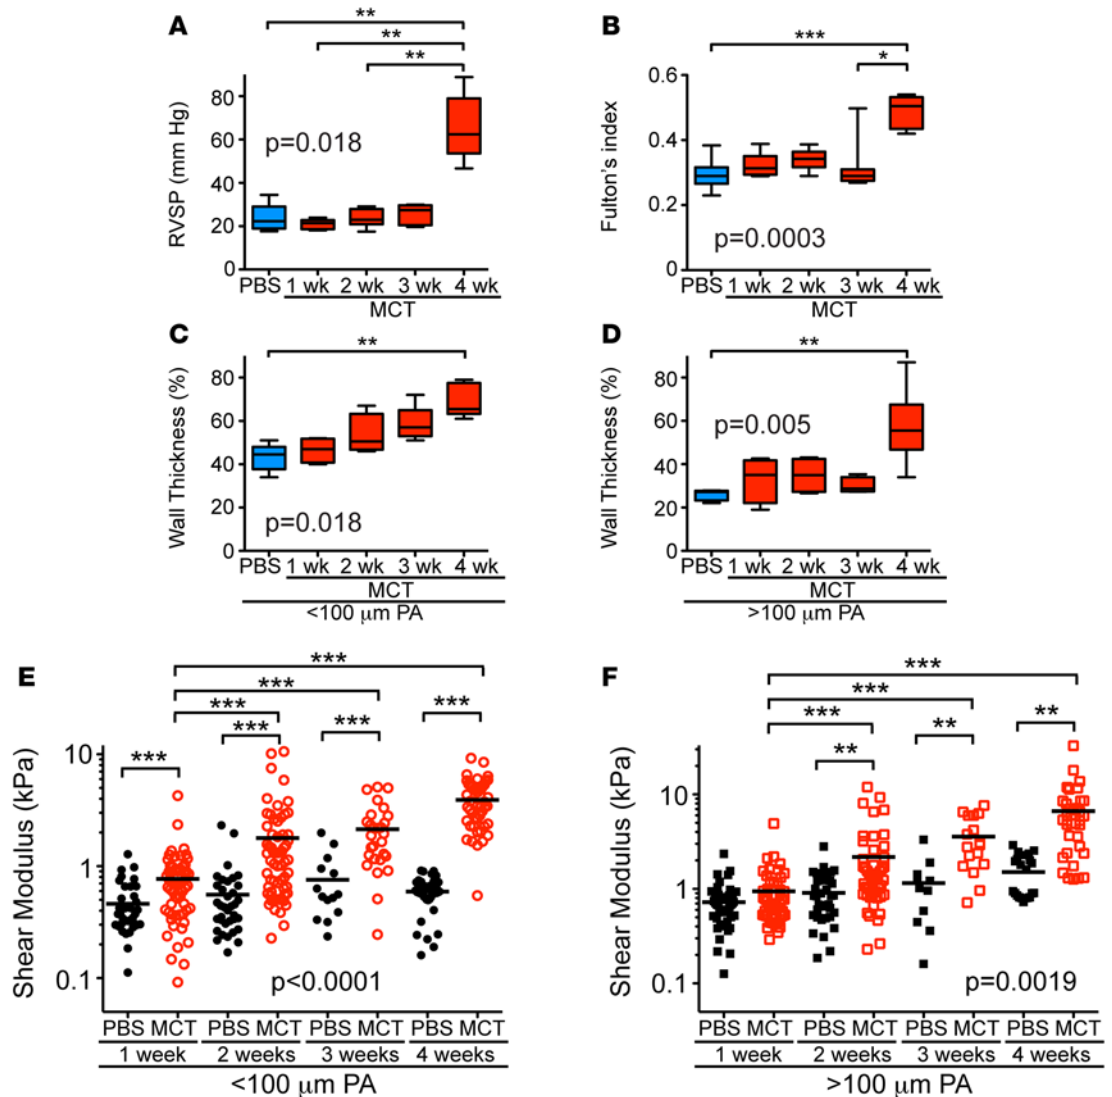 A
**
**
**
RVSP (mm Hg)
80
60
40
20
0
p=0.018
PBS 1 wk 2 wk 3 wk 4 wk
MCT
B
***
*
Fulton's index
0.6
0.4
0.2
0
p=0.0003
PBS 1 wk 2 wk 3 wk 4 wk
MCT
C
**
Wall Thickness (%)
80
60
40
20
0
p=0.018
PBS 1 wk 2 wk 3 wk 4 wk
MCT
<100 µm PA
D
**
Wall Thickness (%)
80
60
40
20
0
p=0.005
PBS 1 wk 2 wk 3 wk 4 wk
MCT
>100 µm PA
E
***
***
***
***
***
***
***
Shear Modulus (kPa)
10
1
0.1
p<0.0001
PBS MCT PBS MCT PBS MCT PBS MCT
1 week 2 weeks 3 weeks 4 weeks
<100 µm PA
F
***
***
***
**
**
**
Shear Modulus (kPa)
10
1
0.1
p=0.0019
PBS MCT PBS MCT PBS MCT PBS MCT
1 week 2 weeks 3 weeks 4 weeks
>100 µm PA